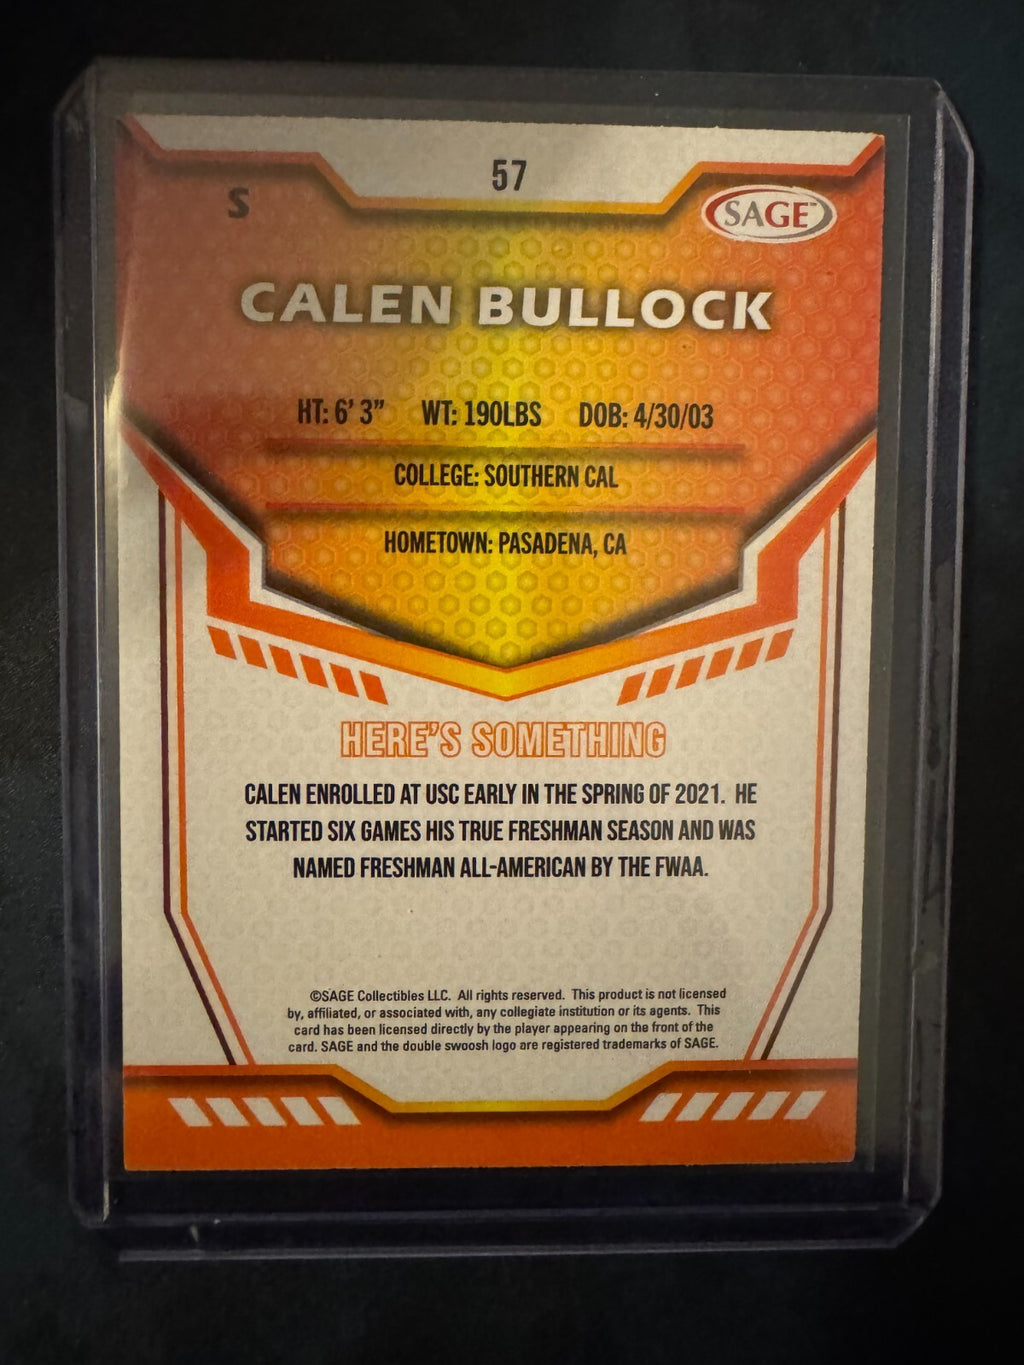 57
S
SAGE™
CALEN BULLOCK
HT: 6' 3" WT: 190LBS DOB: 4/30/03
COLLEGE: SOUTHERN CAL
HOMETOWN: PASADENA, CA
HERE'S SOMETHING
CALEN ENROLLED AT USC EARLY IN THE SPRING OF 2021. HE
STARTED SIX GAMES HIS TRUE FRESHMAN SEASON AND WAS
NAMED FRESHMAN ALL-AMERICAN BY THE FWAA.
©SAGE Collectibles LLC. All rights reserved. This product is not licensed
by, affiliated, or associated with, any collegiate institution or its agents. This
card has been licensed directly by the player appearing on the front of the
card. SAGE and the double swoosh logo are registered trademarks of SAGE.